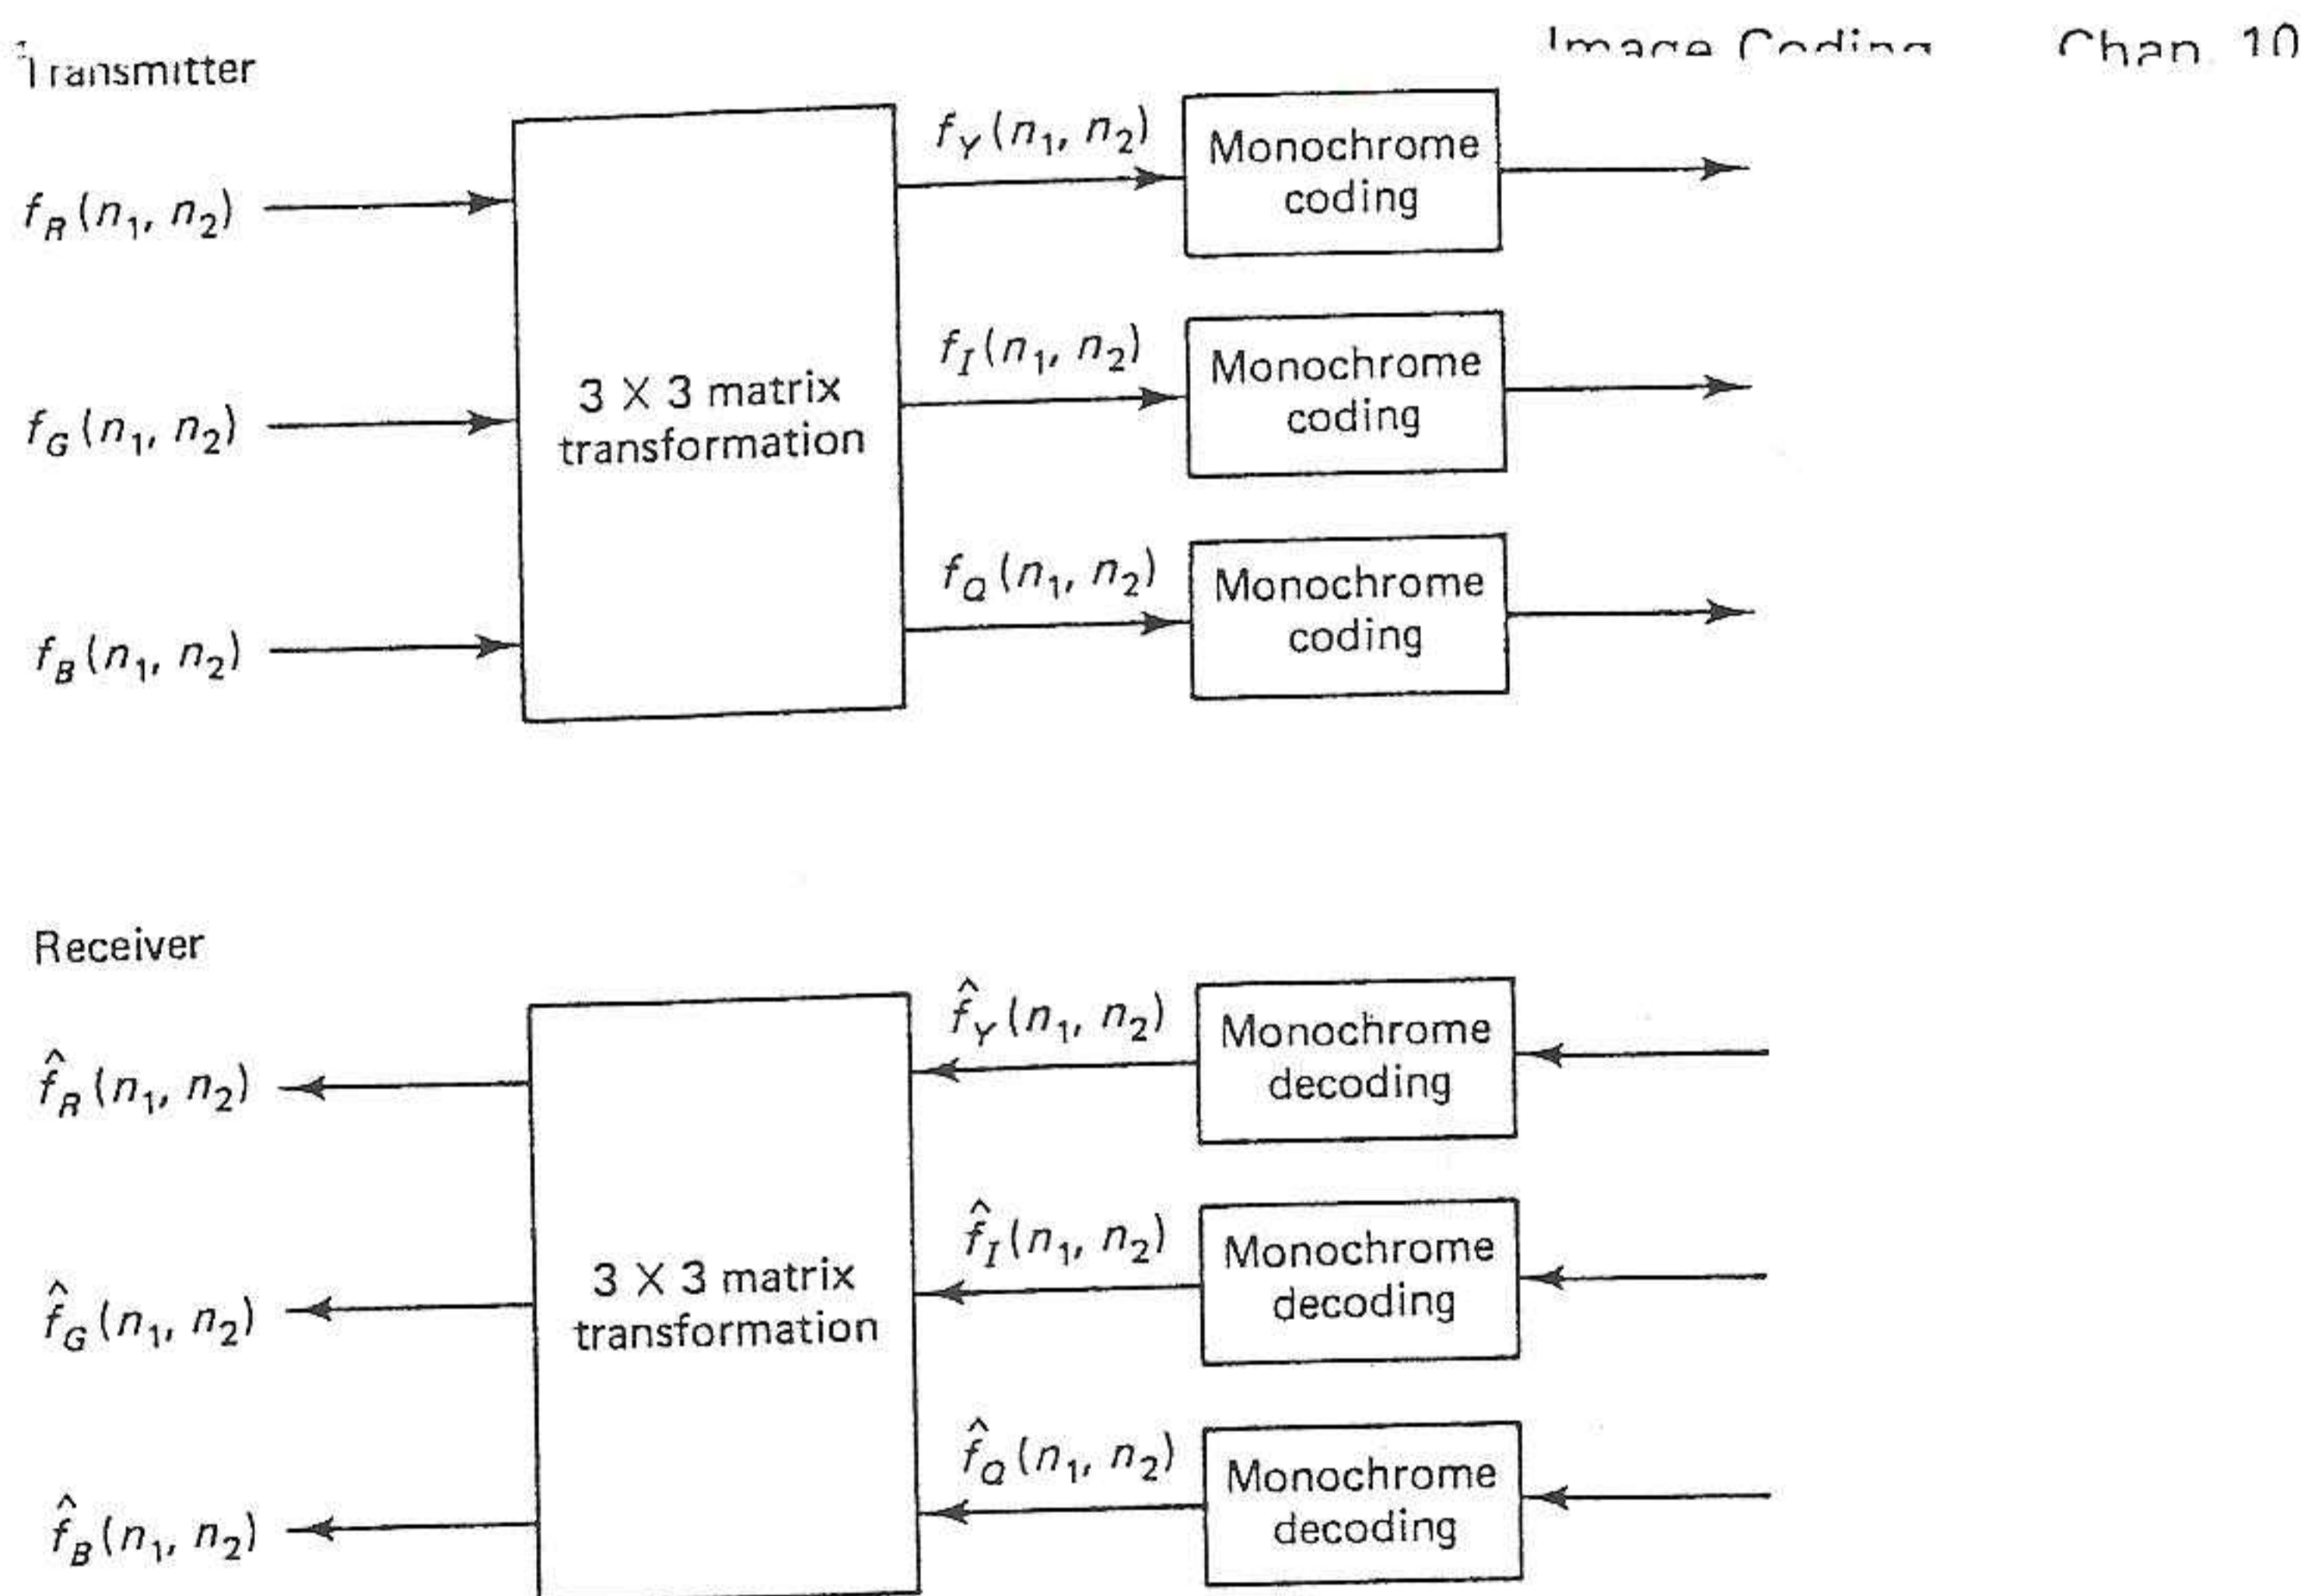 Image Coding Chap. 10
Transmitter
f_R(n_1, n_2)
f_G(n_1, n_2)
f_B(n_1, n_2)
3 X 3 matrix
transformation
f_Y(n_1, n_2)
f_I(n_1, n_2)
f_Q(n_1, n_2)
Monochrome
coding
Monochrome
coding
Monochrome
coding
Receiver
f̂_R(n_1, n_2)
f̂_G(n_1, n_2)
f̂_B(n_1, n_2)
3 X 3 matrix
transformation
f̂_Y(n_1, n_2)
f̂_I(n_1, n_2)
f̂_Q(n_1, n_2)
Monochrome
decoding
Monochrome
decoding
Monochrome
decoding